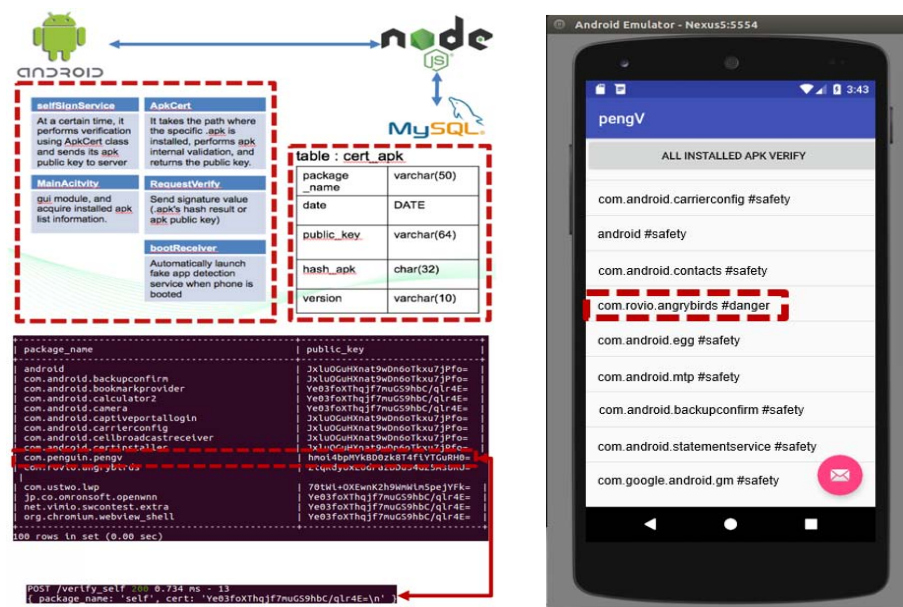 ANDROID
node
JS
MySQL
selfSignService
At a certain time, it
performs verification
using ApkCert class
and sends its apk
public key to server
ApkCert
It takes the path where
the specific .apk is
installed, performs apk
internal validation, and
returns the public key.
MainAcitvity
gui module, and
acquire installed apk
list information.
RequestVerify
Send signature value
(.apk's hash result or
apk public key)
bootReceiver
Automatically launch
fake app detection
service when phone is
booted
table : cert_apk
package
_name varchar(50)
date DATE
public_key varchar(64)
hash_apk char(32)
version varchar(10)
| package_name | public_key |
| android | JxluOGuHXnat9wDn6oTkxu7jPfo= |
| com.android.backupconfirm | JxluOGuHXnat9wDn6oTkxu7jPfo= |
| com.android.bookmarkprovider | Ye03foXThqjf7muGS9hbC/qlr4E= |
| com.android.calculator2 | Ye03foXThqjf7muGS9hbC/qlr4E= |
| com.android.camera | Ye03foXThqjf7muGS9hbC/qlr4E= |
| com.android.captiveportallogin | JxluOGuHXnat9wDn6oTkxu7jPfo= |
| com.android.carrierconfig | JxluOGuHXnat9wDn6oTkxu7jPfo= |
| com.android.cellbroadcastreceiver | JxluOGuHXnat9wDn6oTkxu7jPfo= |
| com.android.certinstaller | JxluOGuHXnat9wDn6oTkxu7jPfo= |
| com.penguin.pengv | hmoi4bpMYkBD0zk8T4fiYTGuRH0= |
| com.rovio.angrybirds |
| com.ustwo.lwp | 70tWi+OXEwnK2h9WmWim5pejYFk= |
| jp.co.omronsoft.openwnn | Ye03foXThqjf7muGS9hbC/qlr4E= |
| net.vimio.swcontest.extra | Ye03foXThqjf7muGS9hbC/qlr4E= |
| org.chromium.webview_shell | Ye03foXThqjf7muGS9hbC/qlr4E= |
100 rows in set (0.00 sec)
POST /verify_self 200 0.734 ms - 13
{ package_name: 'self', cert: 'Ye03foXThqjf7muGS9hbC/qlr4E=\n' }
Android Emulator - Nexus5:5554
3:43
pengV
ALL INSTALLED APK VERIFY
com.android.carrierconfig #safety
android #safety
com.android.contacts #safety
com.rovio.angrybirds #danger
com.android.egg #safety
com.android.mtp #safety
com.android.backupconfirm #safety
com.android.statementservice #safety
com.google.android.gm #safety